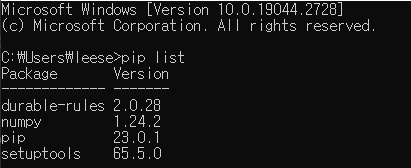 Microsoft Windows [Version 10.0.19044.2728]
(c) Microsoft Corporation. All rights reserved.
C:₩Users₩leese>pip list
Package       Version
------------- -------
durable-rules 2.0.28
numpy         1.24.2
pip           23.0.1
setuptools    65.5.0